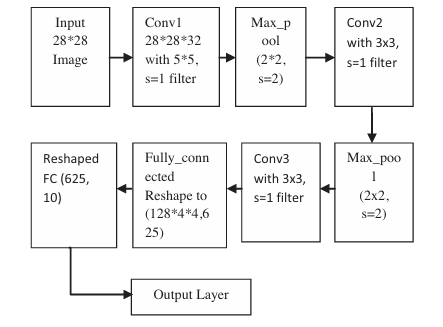 Input
28*28
Image
Conv1
28*28*32
with 5*5,
s=1 filter
Max_p
ool
(2*2,
s=2)
Conv2
with 3x3,
s=1 filter
Max_poo
l
(2x2,
s=2)
Conv3
with 3x3,
s=1 filter
Fully_conn
ected
Reshape to
(128*4*4,6
25)
Reshaped
FC (625,
10)
Output Layer